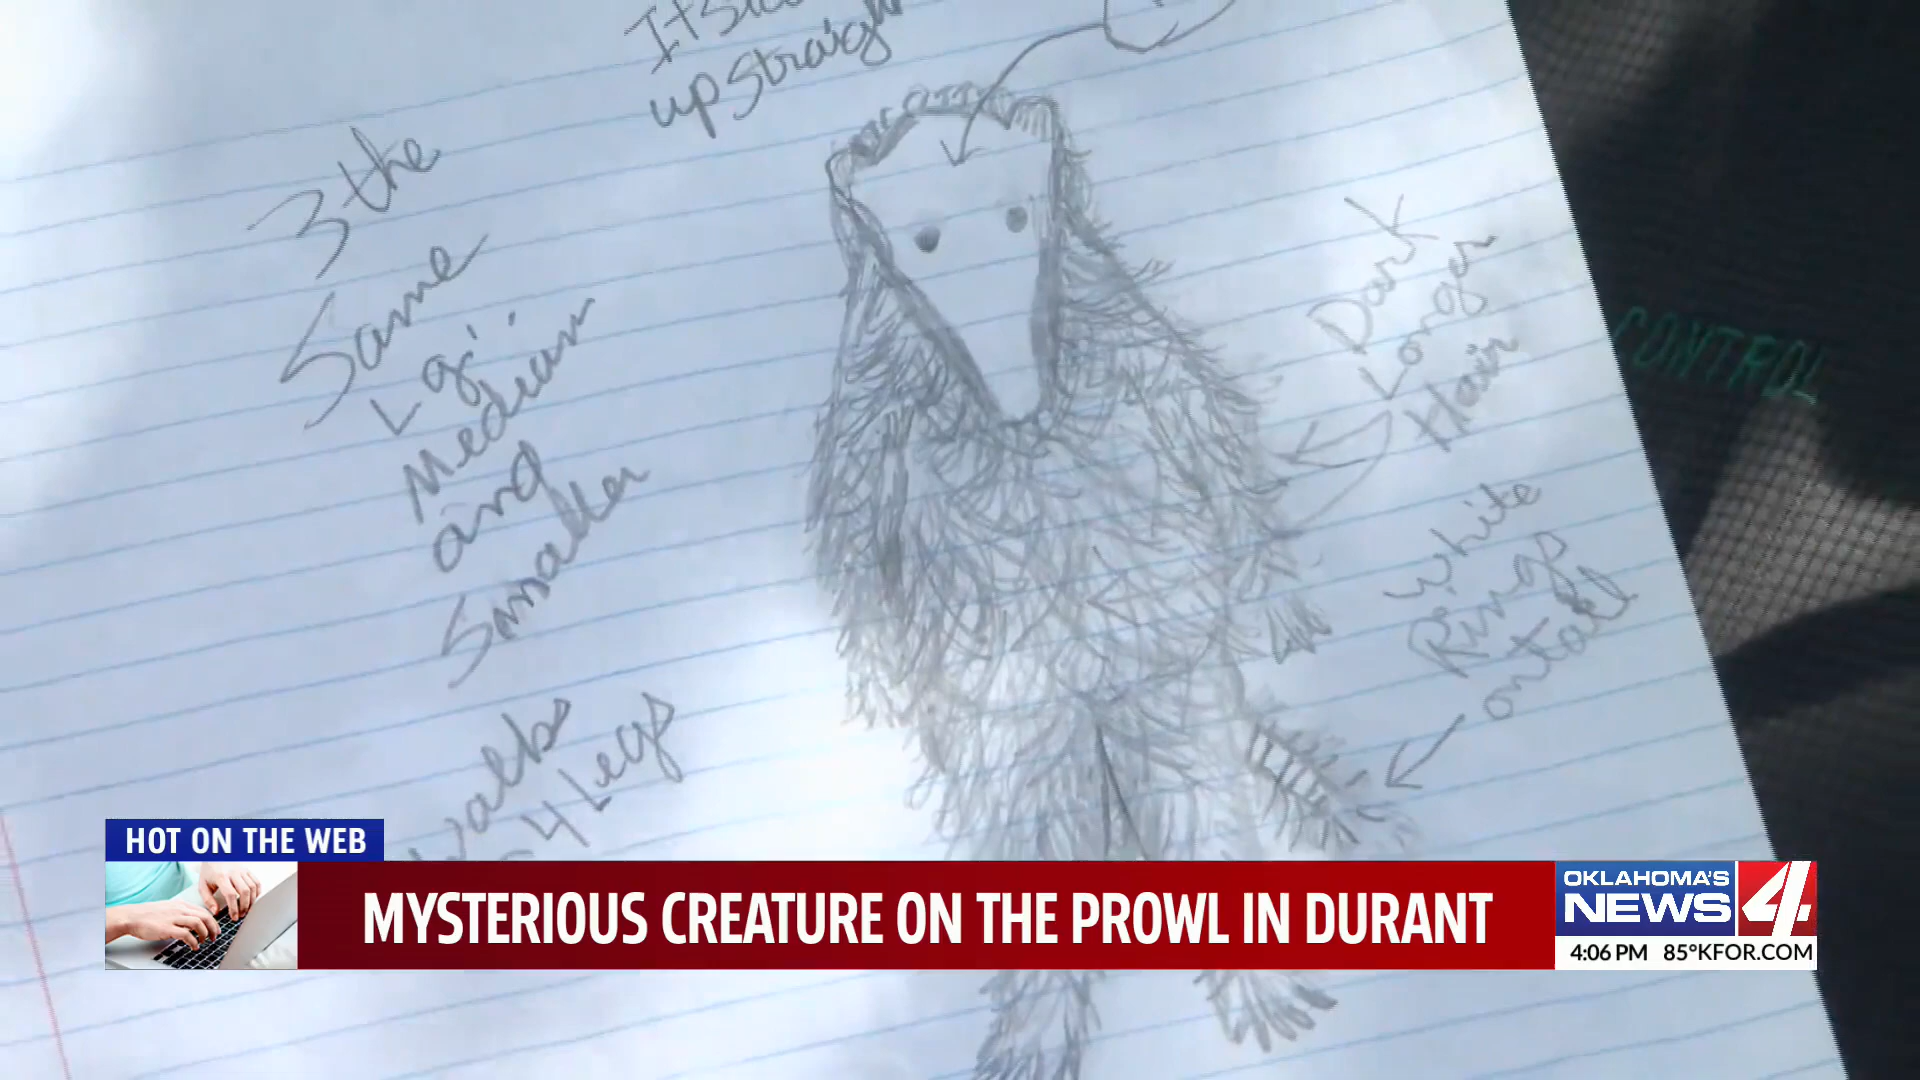 upstraigh
3 the
Same
Lg.
Medium
and
Smaller
walks
4 Legs
Dark
Longer
Hair
White
Rings
on tail
CONTROL
HOT ON THE WEB
MYSTERIOUS CREATURE ON THE PROWL IN DURANT
OKLAHOMA'S
NEWS 4
4:06 PM 85° KFOR.COM